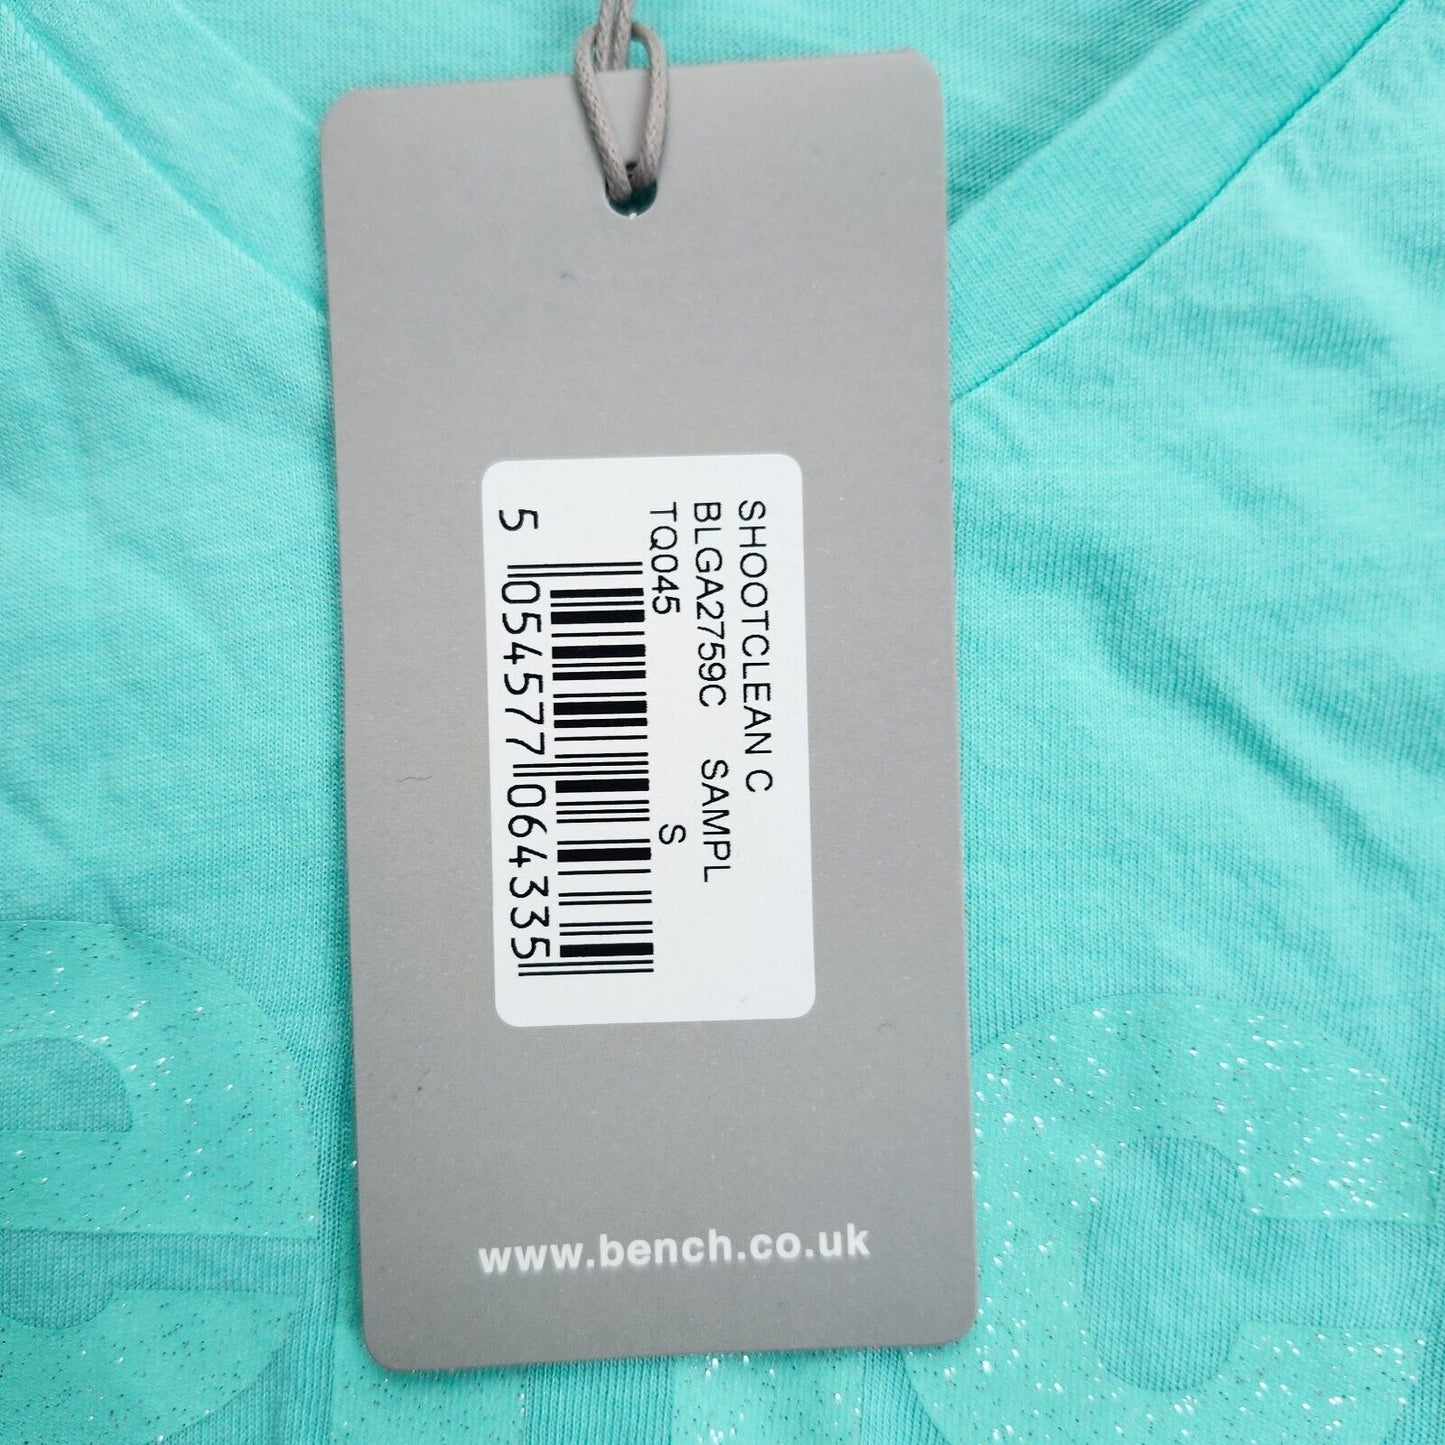 SHOOTCLEAN C
BLGA2759C SAMPL
TQ045 S
5 054577 064335
www.bench.co.uk